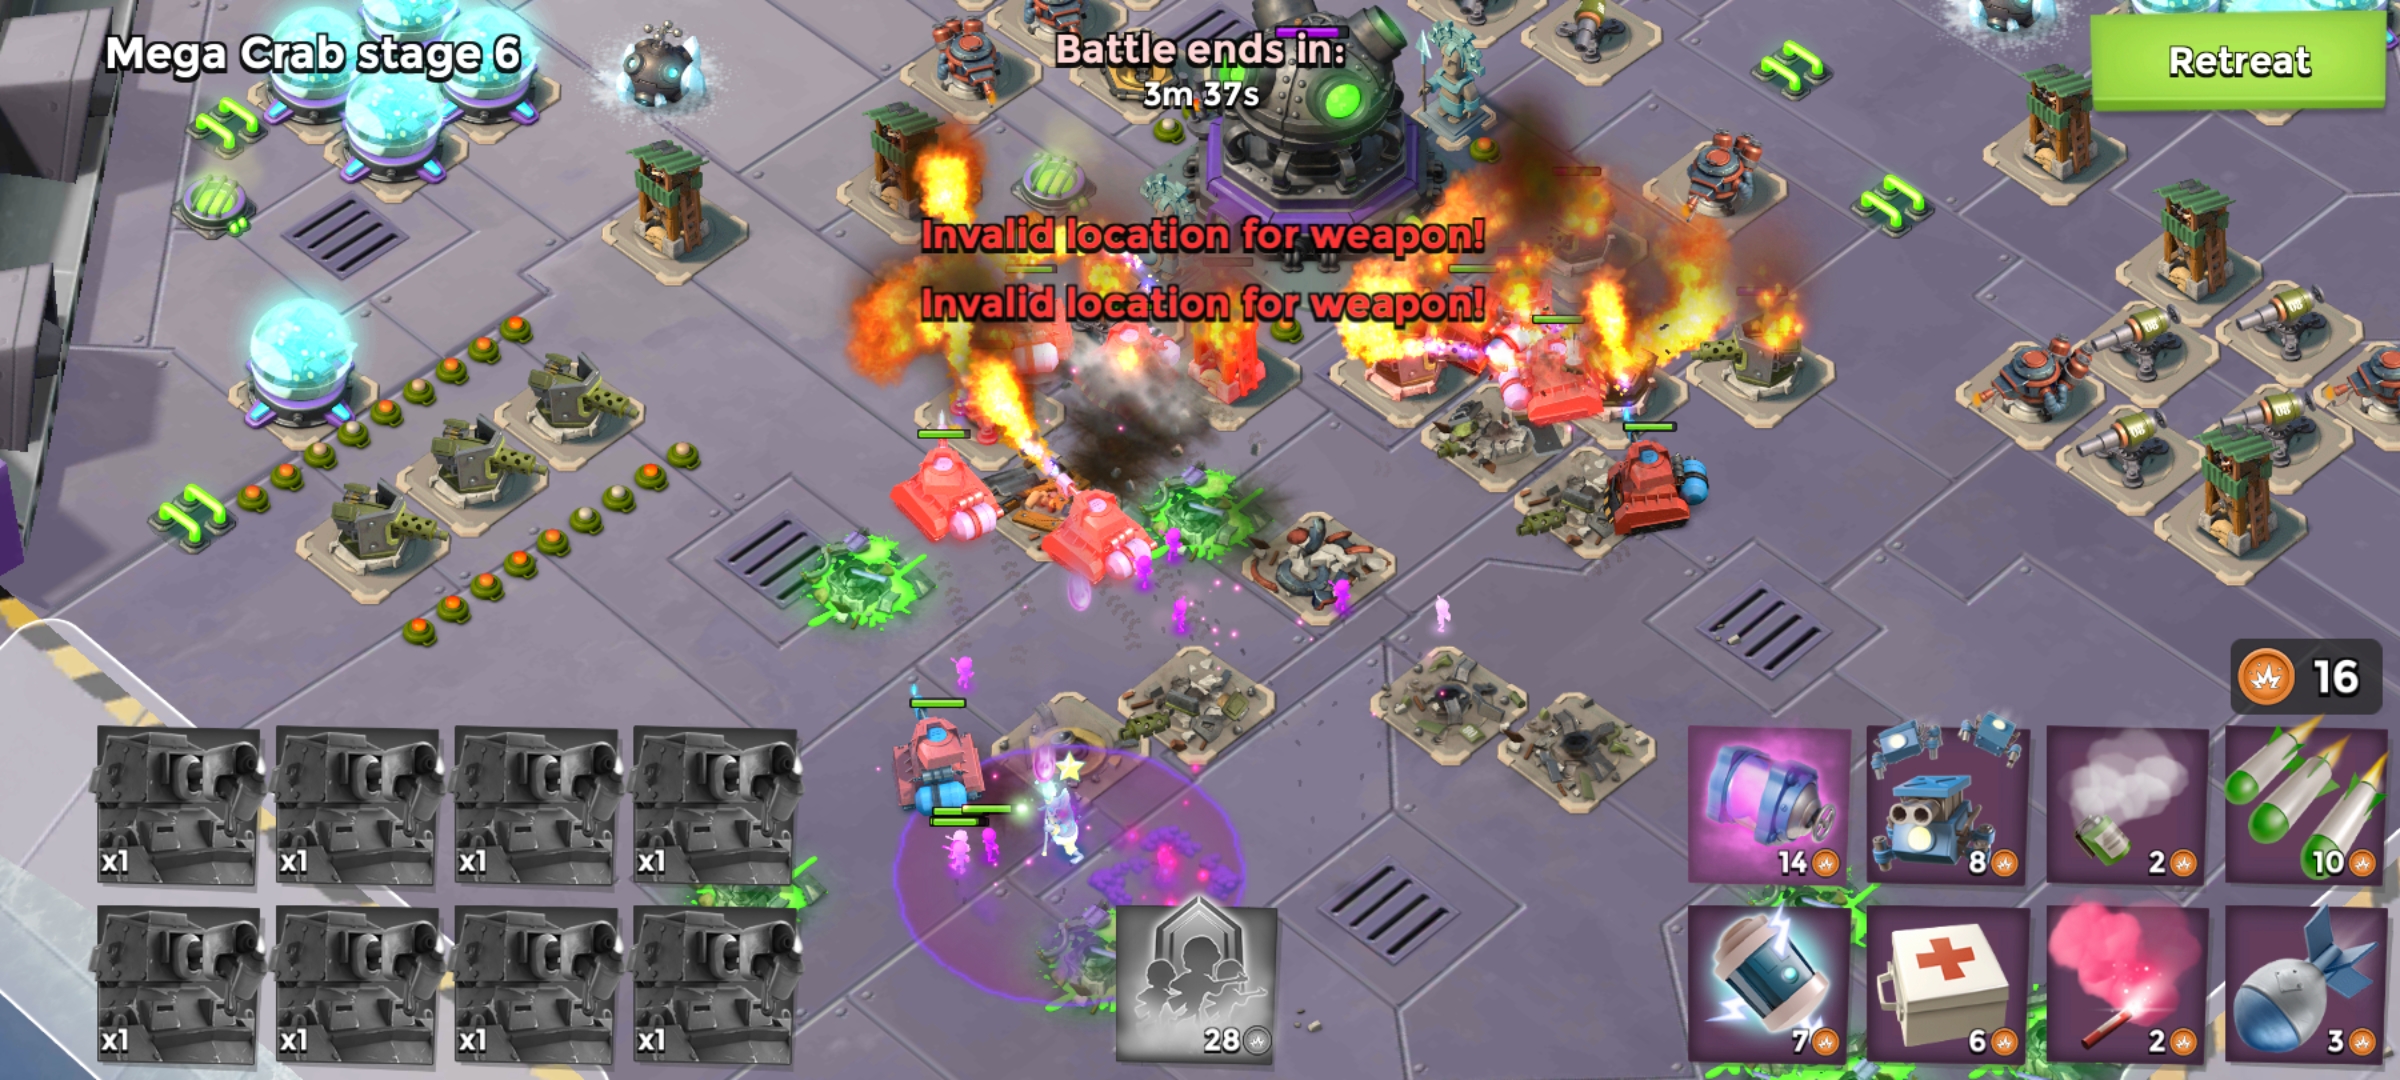 Mega Crab stage 6
Battle ends in:
3m 37s
Retreat
Invalid location for weapon!
Invalid location for weapon!
16
x1
x1
x1
x1
14
8
2
10
x1
x1
x1
x1
28
7
6
2
3